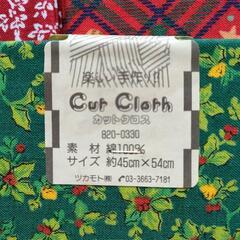 楽しい手作り!!
Cut Cloth
カットクロス
820-0330
素材 綿100%
サイズ 約45cm×54cm
ツカモト㈱ ☎03-3663-7181